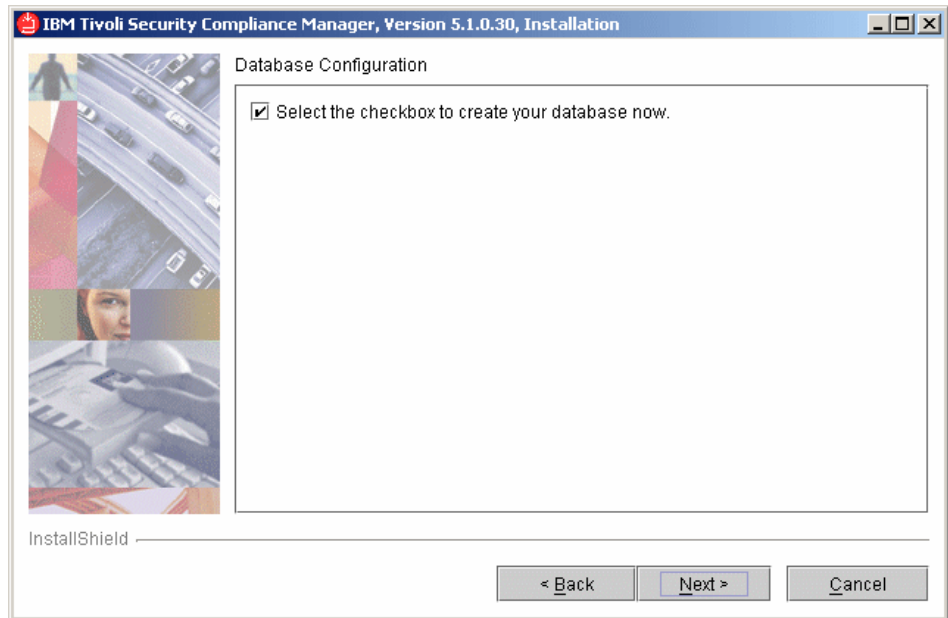 IBM Tivoli Security Compliance Manager, Version 5.1.0.30, Installation
Database Configuration
Select the checkbox to create your database now.
InstallShield
< Back
Next >
Cancel